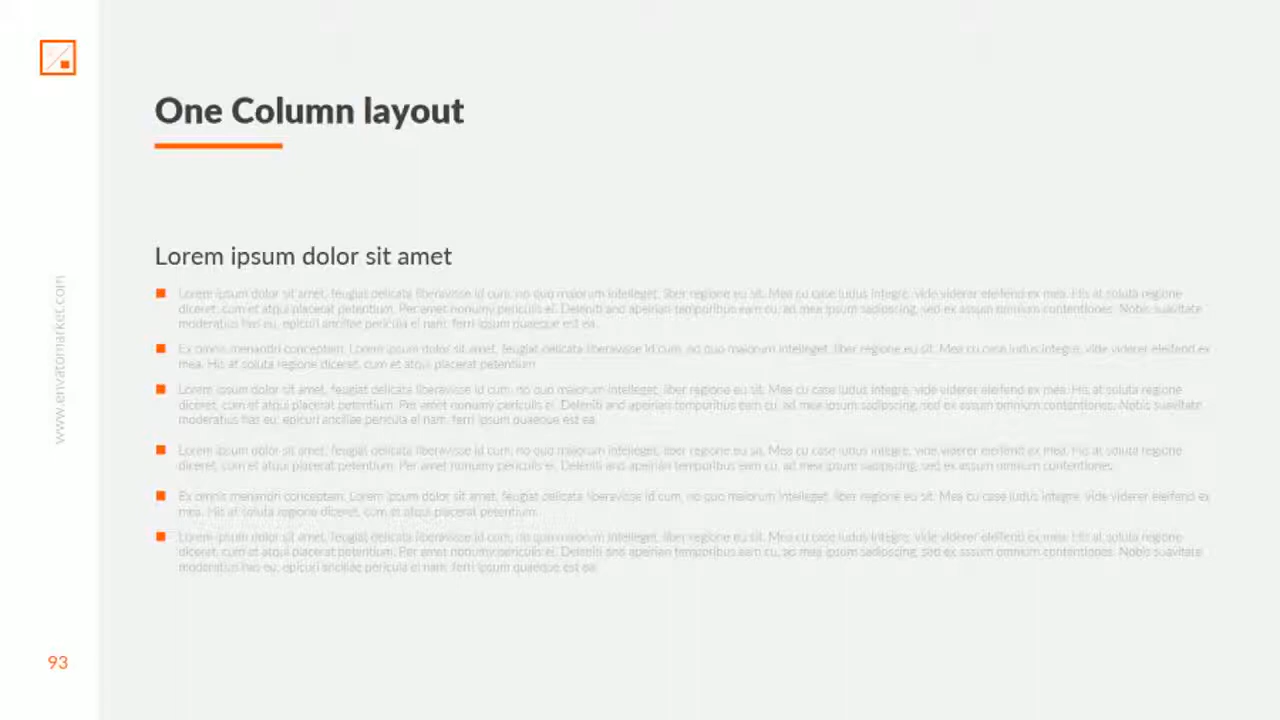 One Column layout
Lorem ipsum dolor sit amet
Lorem ipsum dolor sit amet, feugiat delicata liberavisse id cum, no quo maiorum intelleget, liber regione eu sit. Mea cu case ludus integre, vide viderer eleifend ex mea. His at soluta regione
diceret, cum et atqui placerat petentium. Per amet nonumy periculis ei. Deleniti and apeirian temporibus eam cu, ad mea ipsum sadipscing, sed ex assum omnium contentiones. Nobis suavitate
moderatius has eu, epicuri ancillae pericula ei nam, ferri ipsum quaeque est ea.
Ex omnis menandri conceptam. Lorem ipsum dolor sit amet, feugiat delicata liberavisse id cum, no quo maiorum intelleget, liber regione eu sit. Mea cu case ludus integre, vide viderer eleifend ex
mea. His at soluta regione diceret, cum et atqui placerat petentium.
Lorem ipsum dolor sit amet, feugiat delicata liberavisse id cum, no quo maiorum intelleget, liber regione eu sit. Mea cu case ludus integre, vide viderer eleifend ex mea. His at soluta regione
diceret, cum et atqui placerat petentium. Per amet nonumy periculis ei. Deleniti and apeirian temporibus eam cu, ad mea ipsum sadipscing, sed ex assum omnium contentiones. Nobis suavitate
moderatius has eu, epicuri ancillae pericula ei nam, ferri ipsum quaeque est ea.
Lorem ipsum dolor sit amet, feugiat delicata liberavisse id cum, no quo maiorum intelleget, liber regione eu sit. Mea cu case ludus integre, vide viderer eleifend ex mea. His at soluta regione
diceret, cum et atqui placerat petentium. Per amet nonumy periculis ei. Deleniti and apeirian temporibus eam cu, ad mea ipsum sadipscing, sed ex assum omnium contentiones.
Ex omnis menandri conceptam. Lorem ipsum dolor sit amet, feugiat delicata liberavisse id cum, no quo maiorum intelleget, liber regione eu sit. Mea cu case ludus integre, vide viderer eleifend ex
mea. His at soluta regione diceret, cum et atqui placerat petentium.
Lorem ipsum dolor sit amet, feugiat delicata liberavisse id cum, no quo maiorum intelleget, liber regione eu sit. Mea cu case ludus integre, vide viderer eleifend ex mea. His at soluta regione
diceret, cum et atqui placerat petentium. Per amet nonumy periculis ei. Deleniti and apeirian temporibus eam cu, ad mea ipsum sadipscing, sed ex assum omnium contentiones. Nobis suavitate
moderatius has eu, epicuri ancillae pericula ei nam, ferri ipsum quaeque est ea.
www.envatomarket.com
93